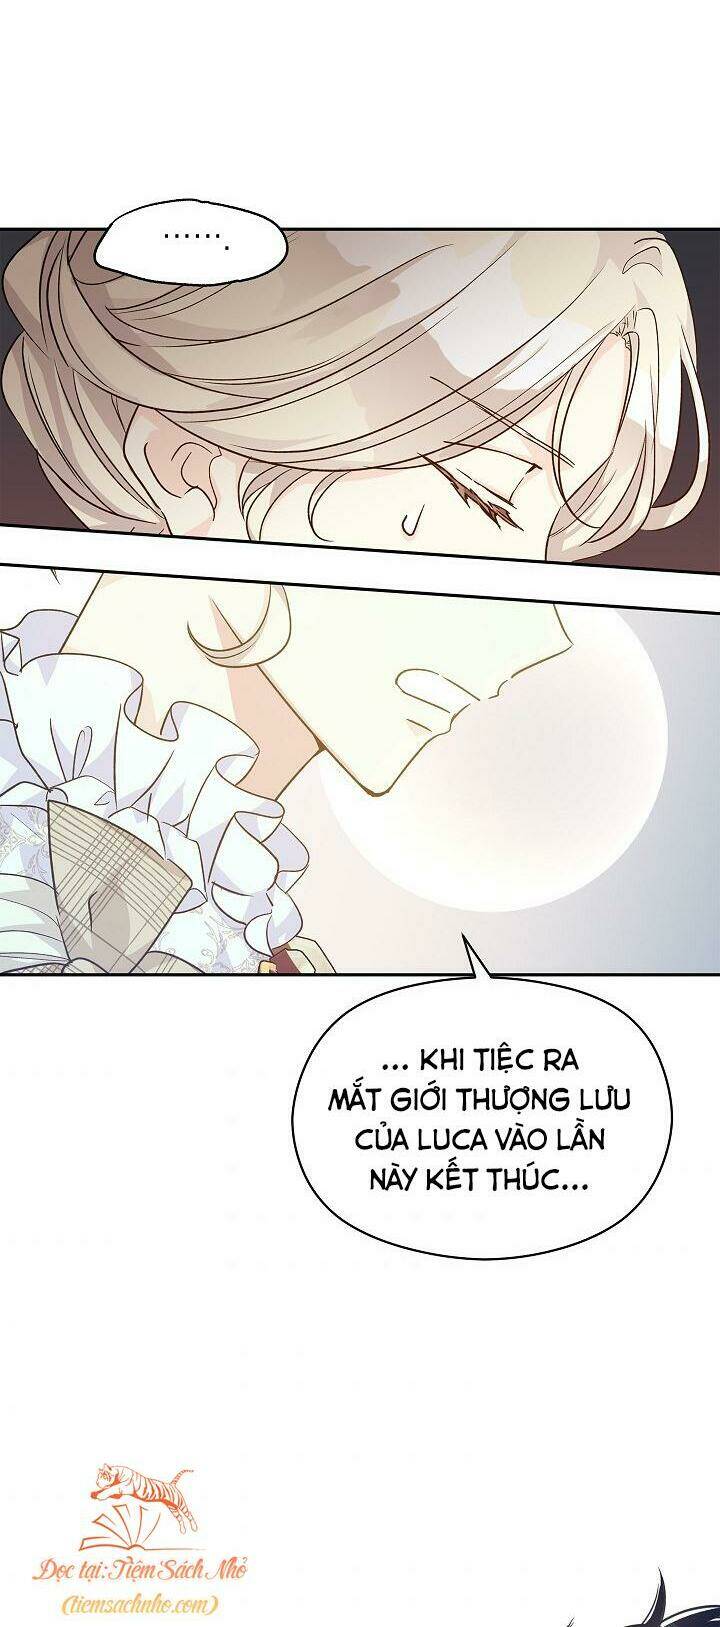 .......
... KHI TIỆC RA
MẮT GIỚI THƯỢNG LƯU
CỦA LUCA VÀO LẦN
NÀY KẾT THÚC...
Đọc tại: Tiệm Sách Nhỏ
(tiemsachnho.com)